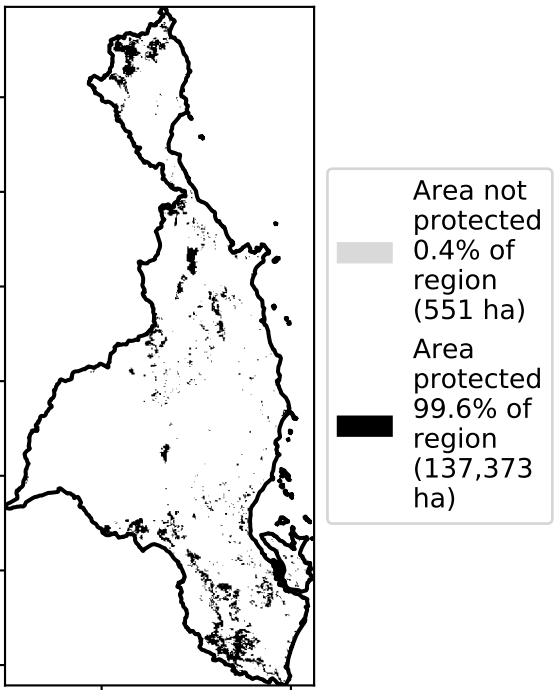 Area not
protected
0.4% of
region
(551 ha)
Area
protected
99.6% of
region
(137,373
ha)